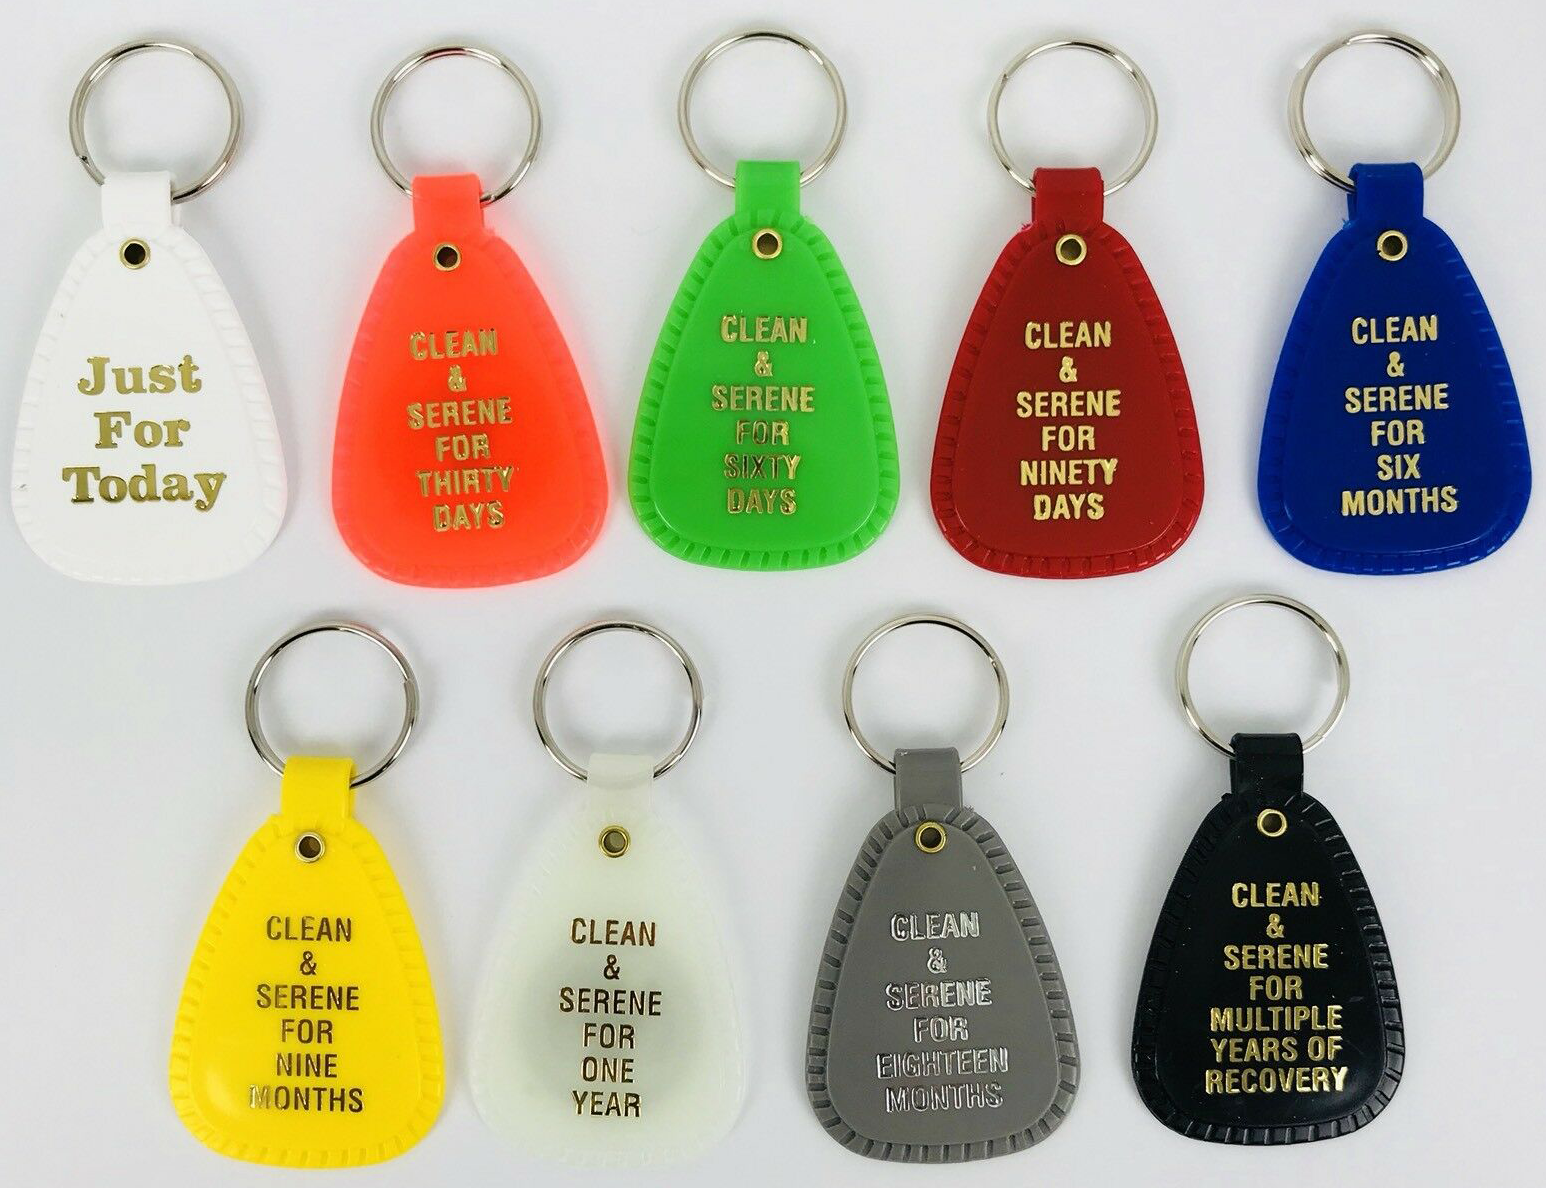 Just
For
Today
CLEAN
&
SERENE
FOR
THIRTY
DAYS
CLEAN
&
SERENE
FOR
SIXTY
DAYS
CLEAN
&
SERENE
FOR
NINETY
DAYS
CLEAN
&
SERENE
FOR
SIX
MONTHS
CLEAN
&
SERENE
FOR
NINE
MONTHS
CLEAN
&
SERENE
FOR
ONE
YEAR
CLEAN
&
SERENE
FOR
EIGHTEEN
MONTHS
CLEAN
&
SERENE
FOR
MULTIPLE
YEARS OF
RECOVERY